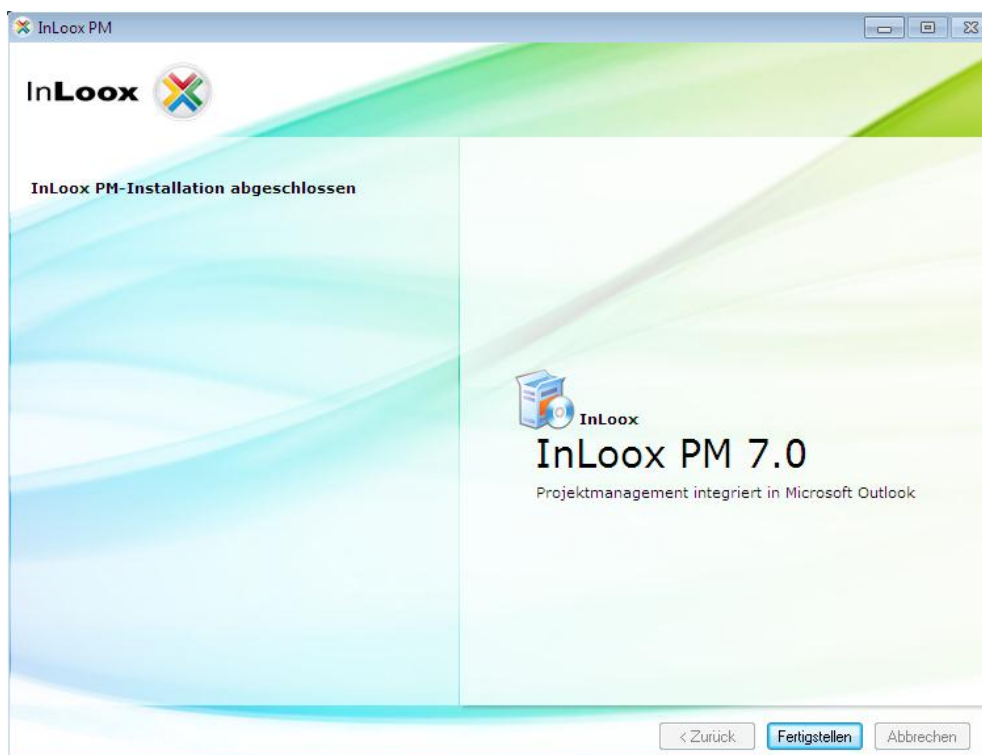 InLoox PM
InLoox
InLoox PM-Installation abgeschlossen
InLoox
InLoox PM 7.0
Projektmanagement integriert in Microsoft Outlook
< Zurück
Fertigstellen
Abbrechen